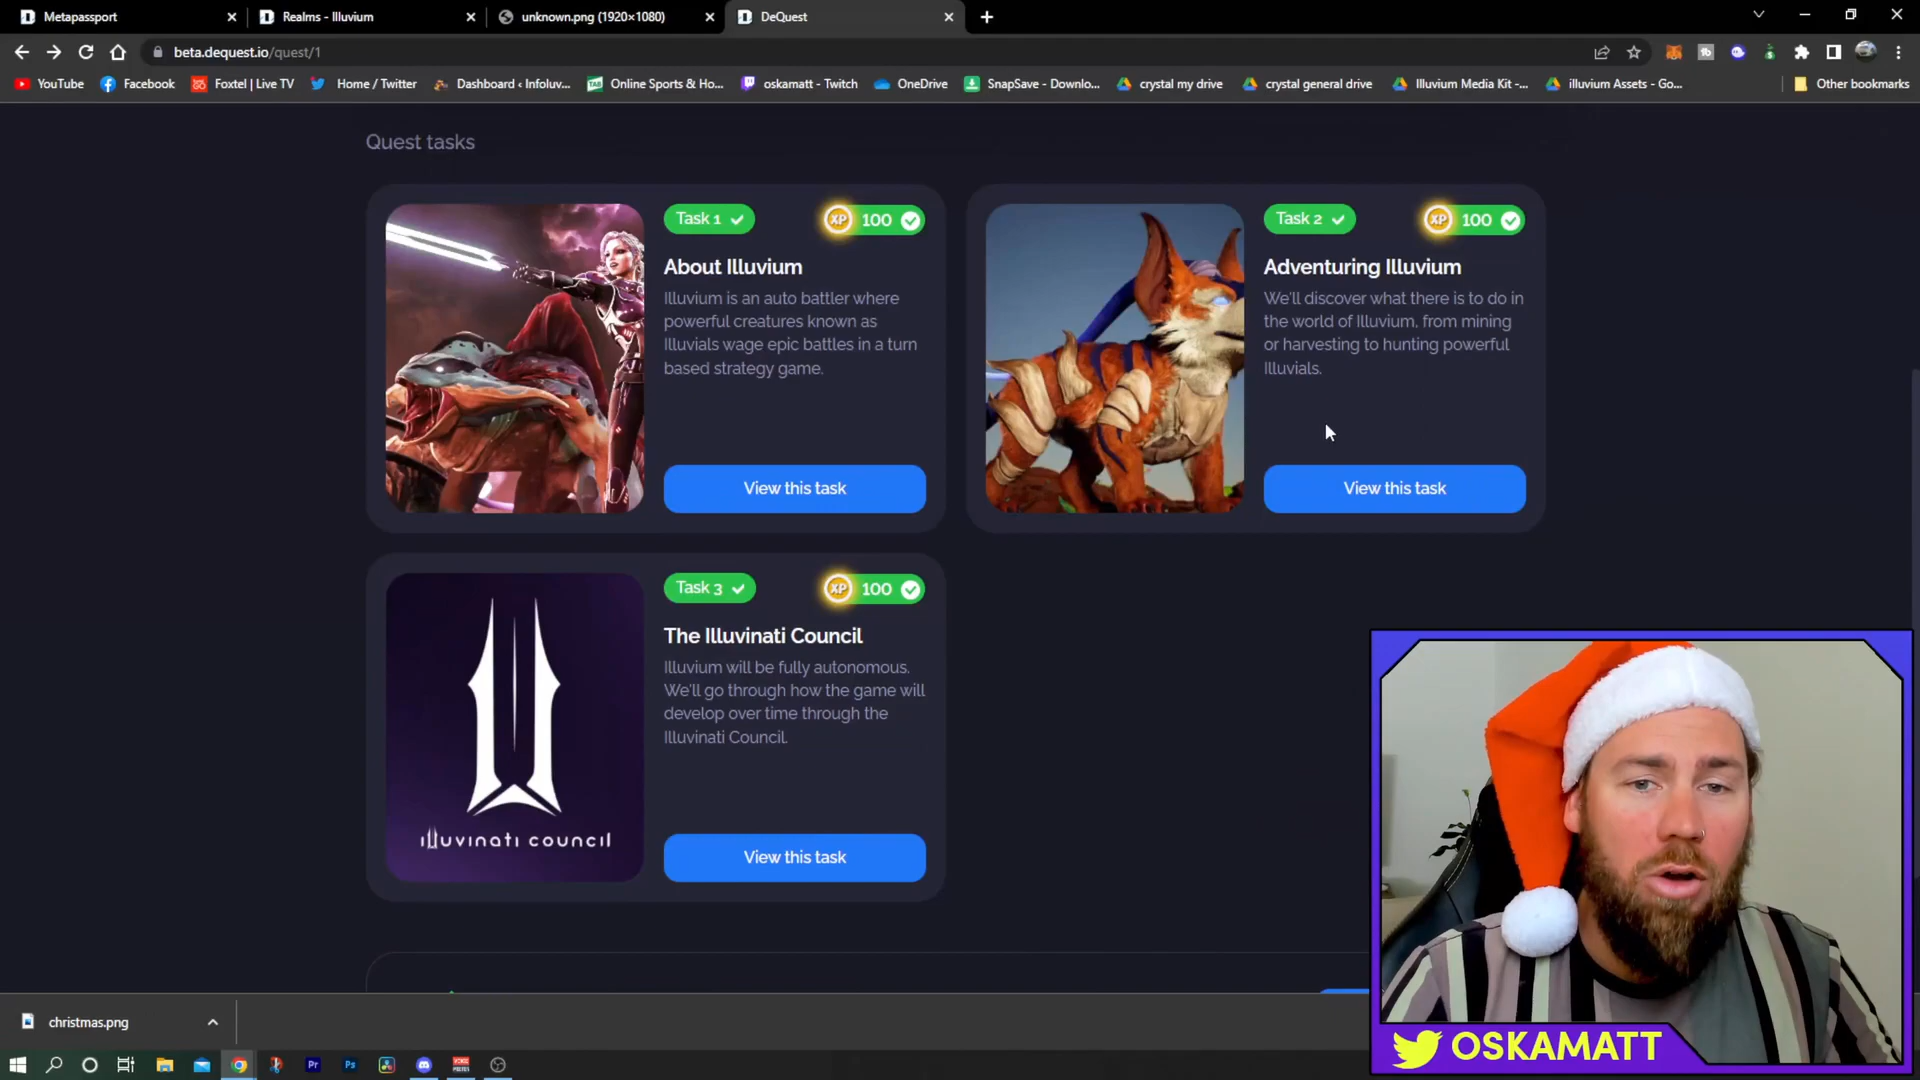 Metapassport
Realms - Illuvium
unknown.png (1920×1080)
DeQuest
beta.dequest.io/quest/1
YouTube
Facebook
Foxtel | Live TV
Home / Twitter
Dashboard ‹ Infoluv...
Online Sports & Ho...
oskamatt - Twitch
OneDrive
SnapSave - Downlo...
crystal my drive
crystal general drive
Illuvium Media Kit -...
illuvium Assets - Go...
Other bookmarks
Quest tasks
Task 1
XP 100
About Illuvium
Illuvium is an auto battler where
powerful creatures known as
Illuvials wage epic battles in a turn
based strategy game.
View this task
Task 2
XP 100
Adventuring Illuvium
We'll discover what there is to do in
the world of Illuvium, from mining
or harvesting to hunting powerful
Illuvials.
View this task
illuvinati council
Task 3
XP 100
The Illuvinati Council
Illuvium will be fully autonomous.
We'll go through how the game will
develop over time through the
Illuvinati Council.
View this task
christmas.png
Pr
Ps
OSKAMATT